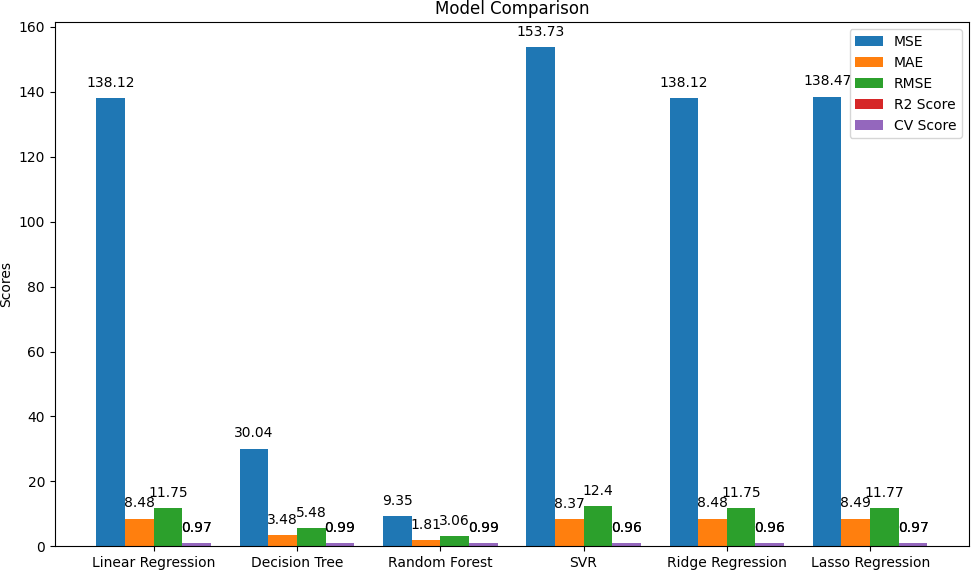 Model Comparison
160
140
120
100
80
60
40
20
0
Scores
MSE
MAE
RMSE
R2 Score
CV Score
138.12
8.48
11.75
0.97
30.04
3.48
5.48
0.99
9.35
1.81
3.06
0.99
153.73
8.37
12.4
0.96
138.12
8.48
11.75
0.96
138.47
8.49
11.77
0.97
Linear Regression
Decision Tree
Random Forest
SVR
Ridge Regression
Lasso Regression